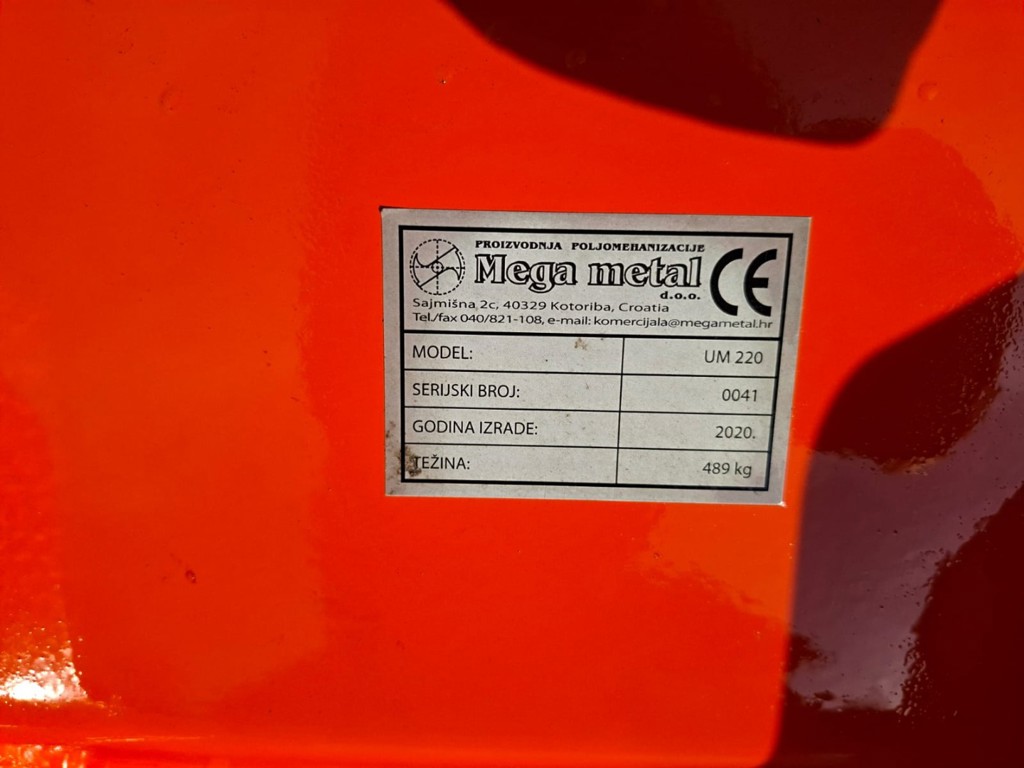 PROIZVODNJA POLJOMEHANIZACIJE
Mega metal
d.o.o.
CE
Sajmišna 2c, 40329 Kotoriba, Croatia
Tel./fax 040/821-108, e-mail: komercijala@megametal.hr
MODEL: UM 220
SERIJSKI BROJ: 0041
GODINA IZRADE: 2020.
TEŽINA: 489 kg